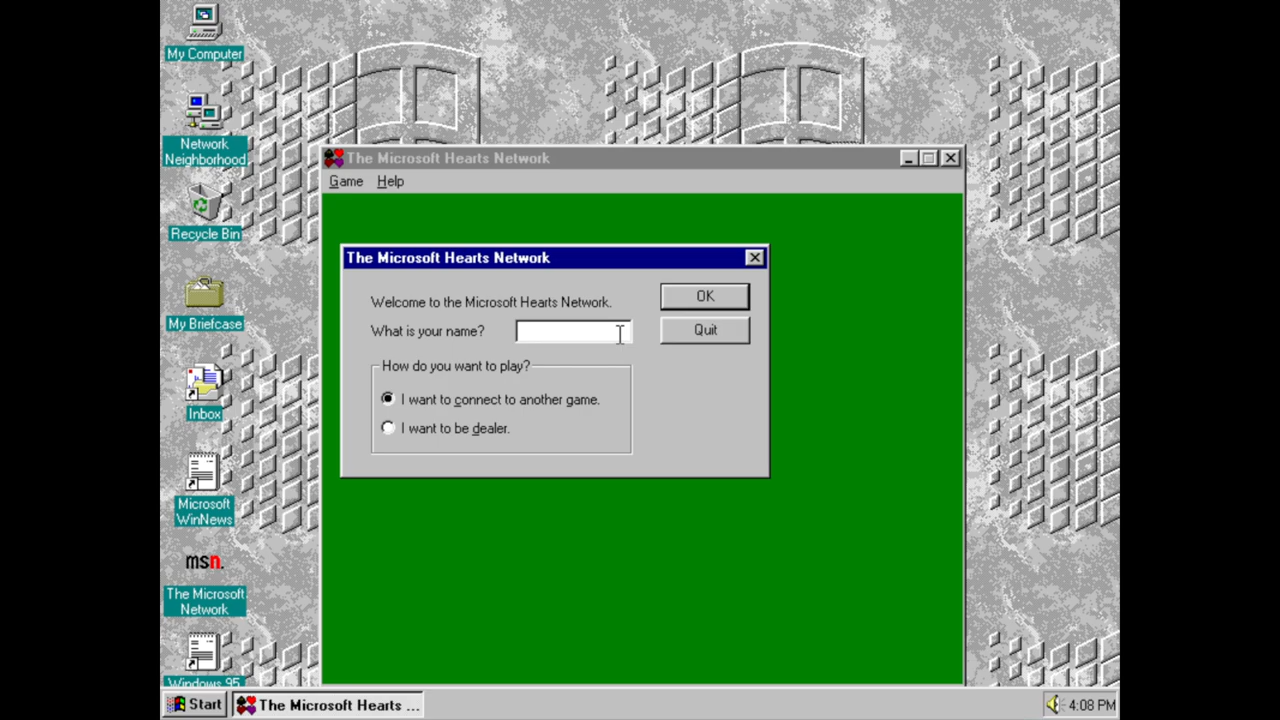 My Computer
Network
Neighborhood
Recycle Bin
My Briefcase
Inbox
Microsoft
WinNews
msn.
The Microsoft
Network
Windows 95
The Microsoft Hearts Network
Game Help
The Microsoft Hearts Network
Welcome to the Microsoft Hearts Network.
What is your name?
OK
Quit
How do you want to play?
I want to connect to another game.
I want to be dealer.
Start
The Microsoft Hearts ...
4:08 PM